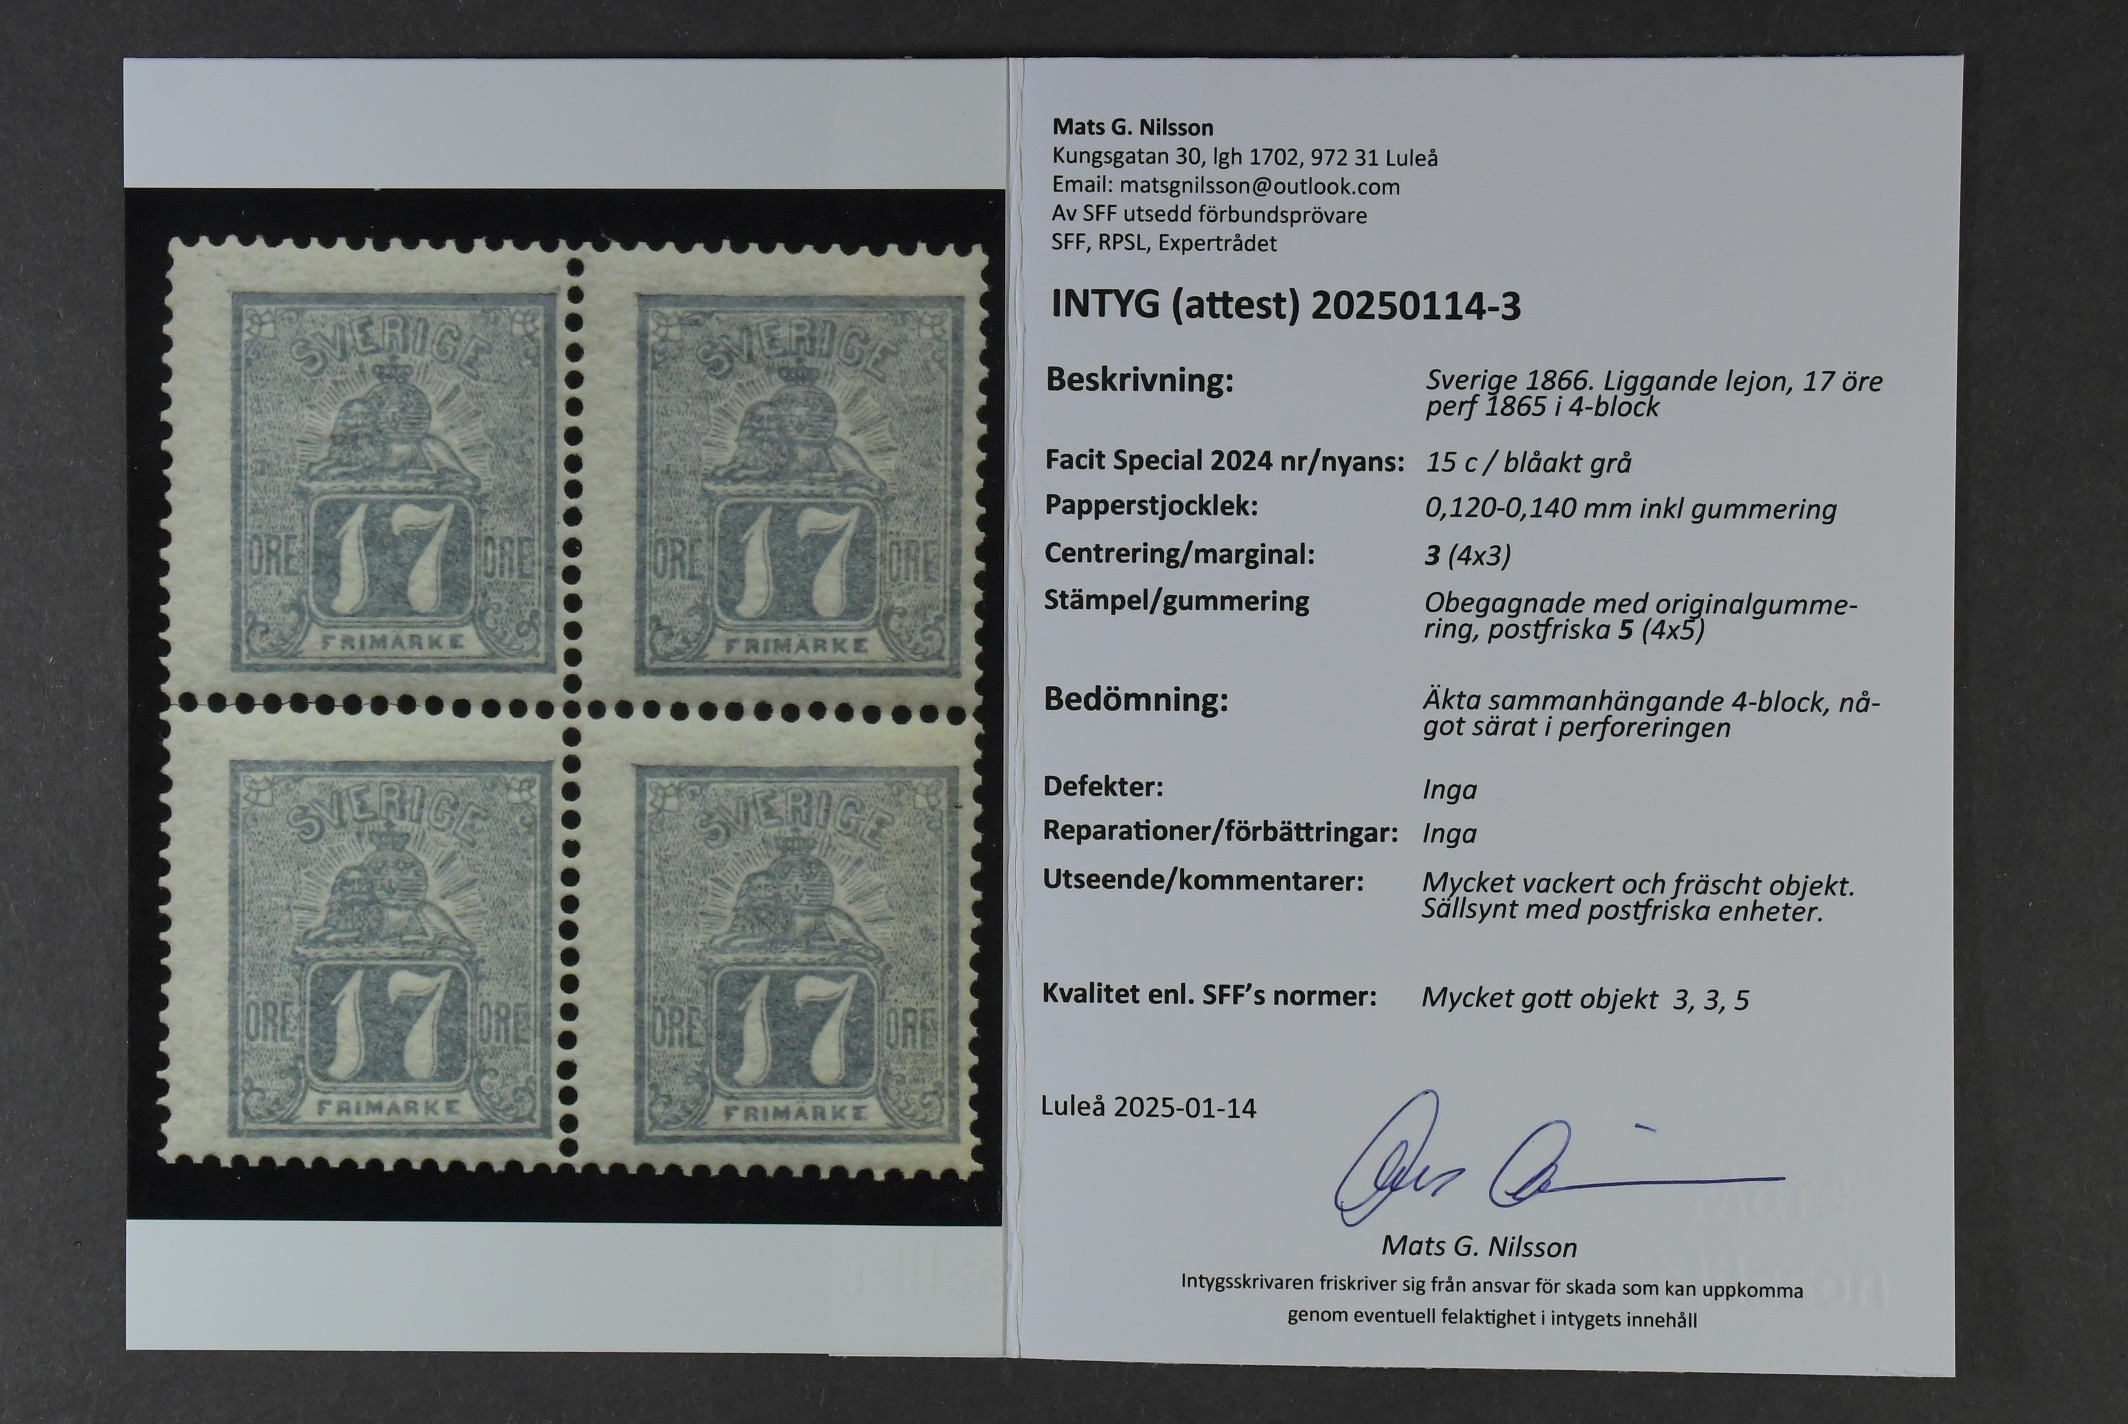 SVERIGE
17
ÖRE
ÖRE
FRIMÄRKE
SVERIGE
17
ÖRE
ÖRE
FRIMÄRKE
SVERIGE
17
ÖRE
ÖRE
FRIMÄRKE
SVERIGE
17
ÖRE
ÖRE
FRIMÄRKE
Mats G. Nilsson
Kungsgatan 30, lgh 1702, 972 31 Luleå
Email: matsgnilsson@outlook.com
Av SFF utsedd förbundsprövare
SFF, RPSL, Expertrådet
INTYG (attest) 20250114-3
Beskrivning: Sverige 1866. Liggande lejon, 17 öre
perf 1865 i 4-block
Facit Special 2024 nr/nyans: 15 c / blåakt grå
Papperstjocklek: 0,120-0,140 mm inkl gummering
Centrering/marginal: 3 (4x3)
Stämpel/gummering Obegagnade med originalgumme-
ring, postfriska 5 (4x5)
Bedömning: Äkta sammanhängande 4-block, nå-
got särat i perforeringen
Defekter: Inga
Reparationer/förbättringar: Inga
Utseende/kommentarer: Mycket vackert och fräscht objekt.
Sällsynt med postfriska enheter.
Kvalitet enl. SFF's normer: Mycket gott objekt 3, 3, 5
Luleå 2025-01-14
Mats G. Nilsson
Intygsskrivaren friskriver sig från ansvar för skada som kan uppkomma
genom eventuell felaktighet i intygets innehåll